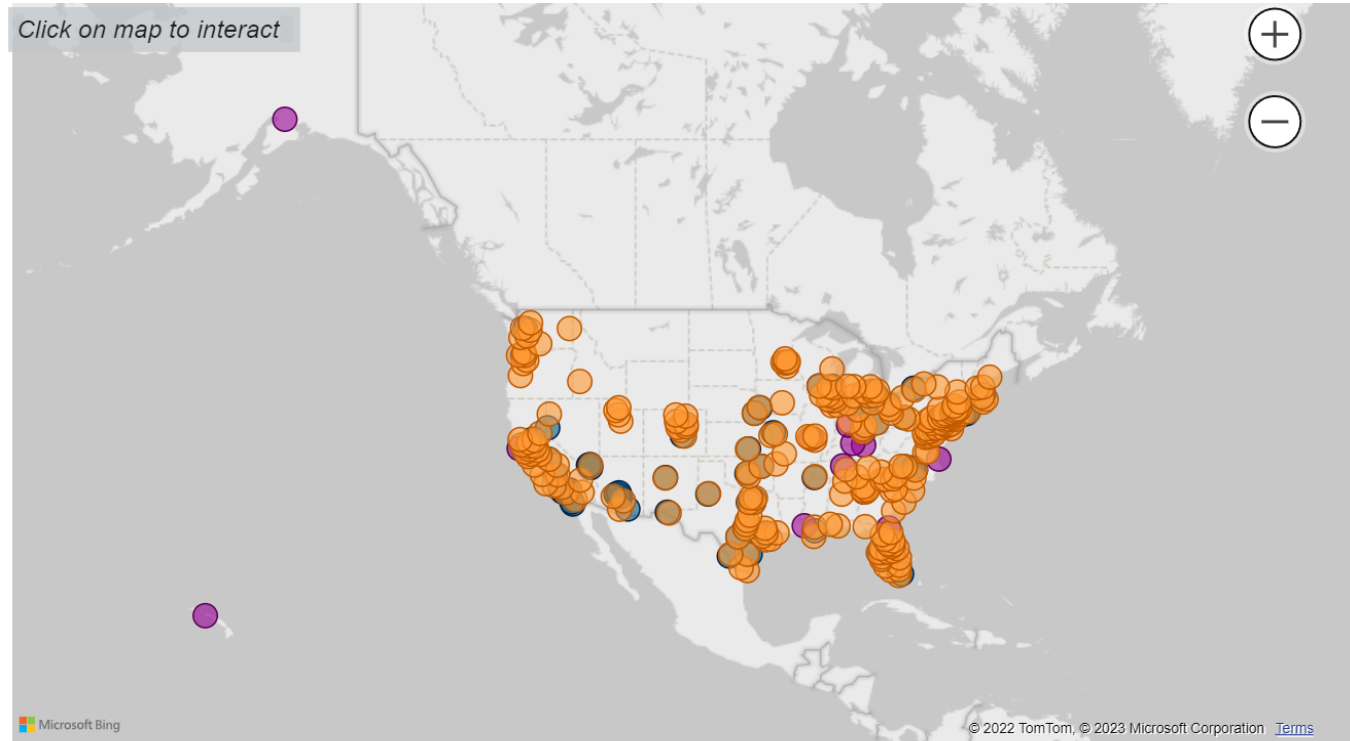 Click on map to interact
Microsoft Bing
© 2022 TomTom, © 2023 Microsoft Corporation Terms